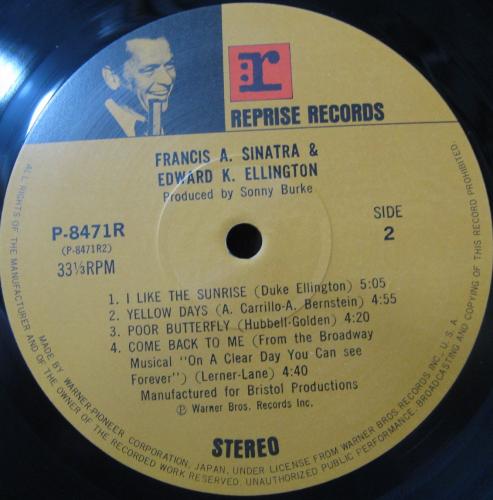 r
REPRISE RECORDS
FRANCIS A. SINATRA &
EDWARD K. ELLINGTON
Produced by Sonny Burke
P-8471R
(P-8471R2)
33⅓RPM
SIDE
2
1. I LIKE THE SUNRISE (Duke Ellington) 5:05
2. YELLOW DAYS (A. Carrillo-A. Bernstein) 4:55
3. POOR BUTTERFLY (Hubbell-Golden) 4:20
4. COME BACK TO ME (From the Broadway
Musical "On A Clear Day You Can see
Forever") (Lerner-Lane) 4:40
Manufactured for Bristol Productions
℗ Warner Bros. Records Inc.
STEREO
MADE BY WARNER-PIONEER CORPORATION, JAPAN, UNDER LICENSE FROM WARNER BROS RECORDS INC., U.S.A.
ALL RIGHTS OF THE MANUFACTURER AND OF THE OWNER OF THE RECORDED WORK RESERVED. UNAUTHORIZED PUBLIC PERFORMANCE, BROADCASTING AND COPYING OF THIS RECORD PROHIBITED.